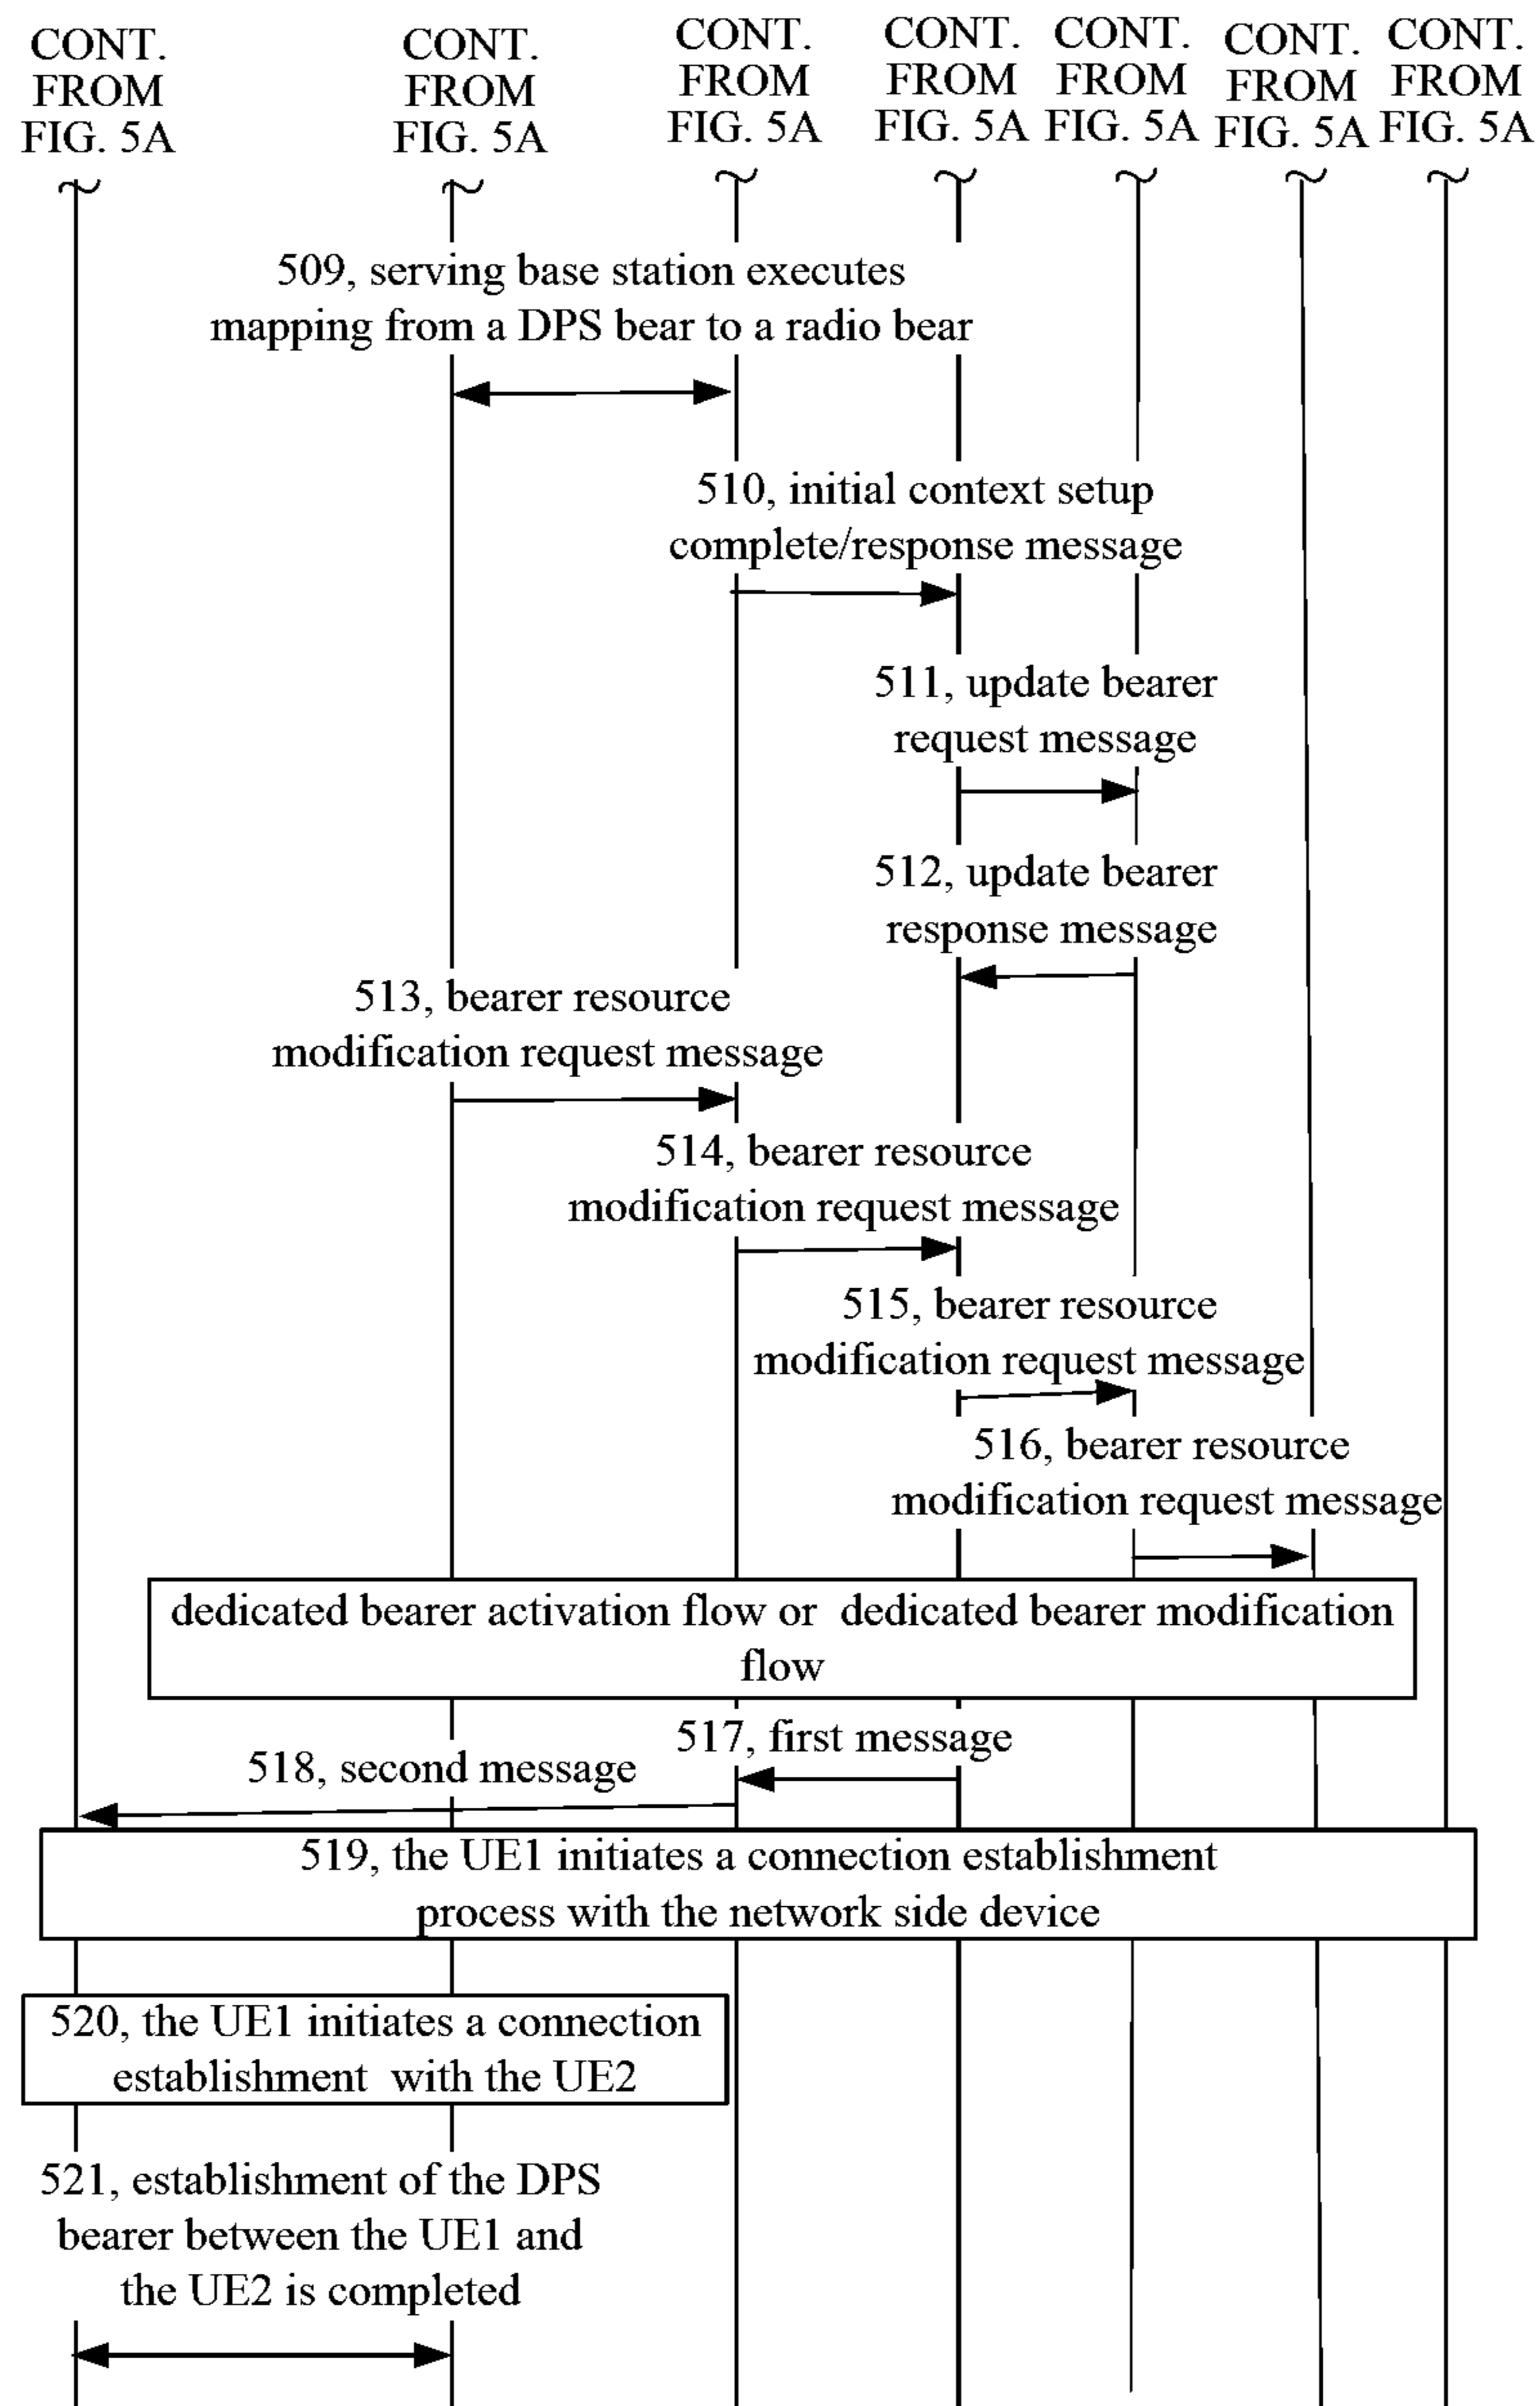 CONT.
FROM
FIG. 5A
CONT.
FROM
FIG. 5A
CONT.
FROM
FIG. 5A
CONT.
FROM
FIG. 5A
CONT.
FROM
FIG. 5A
CONT.
FROM
FIG. 5A
CONT.
FROM
FIG. 5A
509, serving base station executes
mapping from a DPS bear to a radio bear
510, initial context setup
complete/response message
511, update bearer
request message
512, update bearer
response message
513, bearer resource
modification request message
514, bearer resource
modification request message
515, bearer resource
modification request message
516, bearer resource
modification request message
dedicated bearer activation flow or dedicated bearer modification
flow
517, first message
518, second message
519, the UE1 initiates a connection establishment
process with the network side device
520, the UE1 initiates a connection
establishment with the UE2
521, establishment of the DPS
bearer between the UE1 and
the UE2 is completed